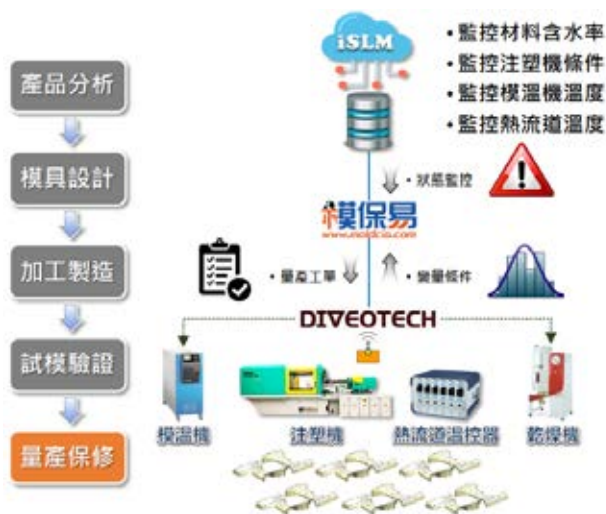 產品分析
模具設計
加工製造
試模驗證
量產保修
iSLM
•監控材料含水率
•監控注塑機條件
•監控模溫機溫度
•監控熱流道溫度
•狀態監控
模保易
www.moldcia.com
•量產工單
•變量條件
DIVEOTECH
模溫機
注塑機
熱流道溫控器
乾燥機